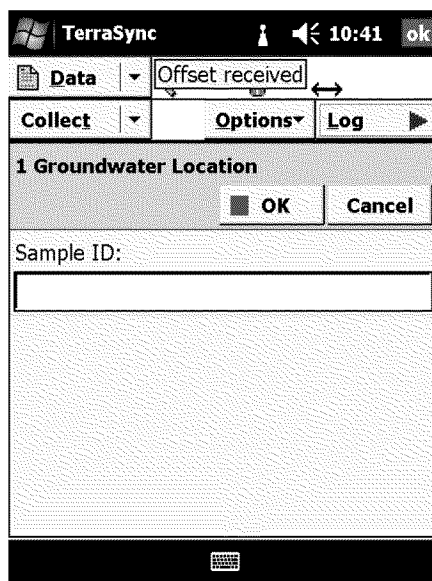 TerraSync 10:41 ok
Data Offset received
Collect Options Log
1 Groundwater Location
OK Cancel
Sample ID: